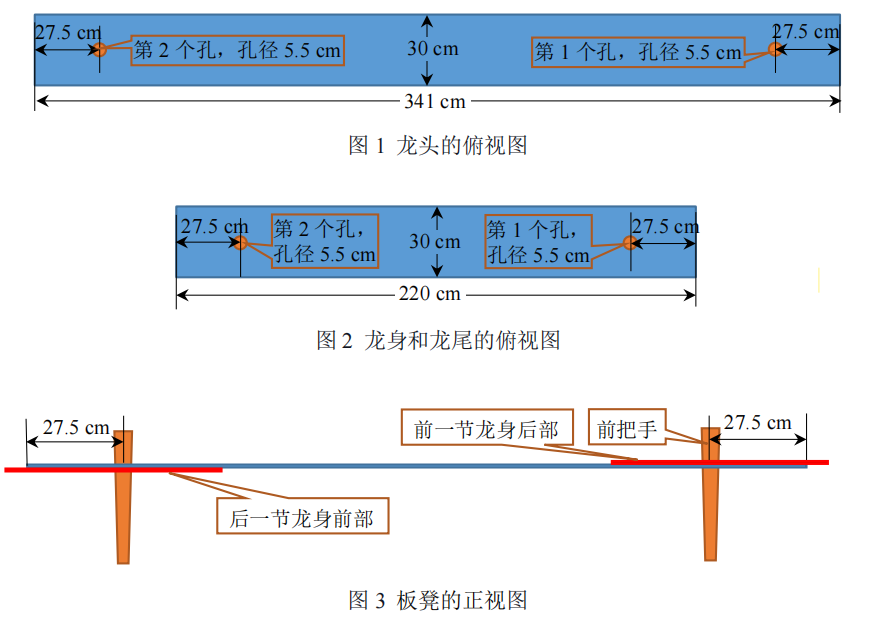 27.5 cm
第 2 个孔，孔径 5.5 cm
30 cm
第 1 个孔，孔径 5.5 cm
27.5 cm
341 cm
图 1 龙头的俯视图
27.5 cm
第 2 个孔，
孔径 5.5 cm
30 cm
第 1 个孔，
孔径 5.5 cm
27.5 cm
220 cm
图 2 龙身和龙尾的俯视图
27.5 cm
前一节龙身后部
前把手
27.5 cm
后一节龙身前部
图 3 板凳的正视图